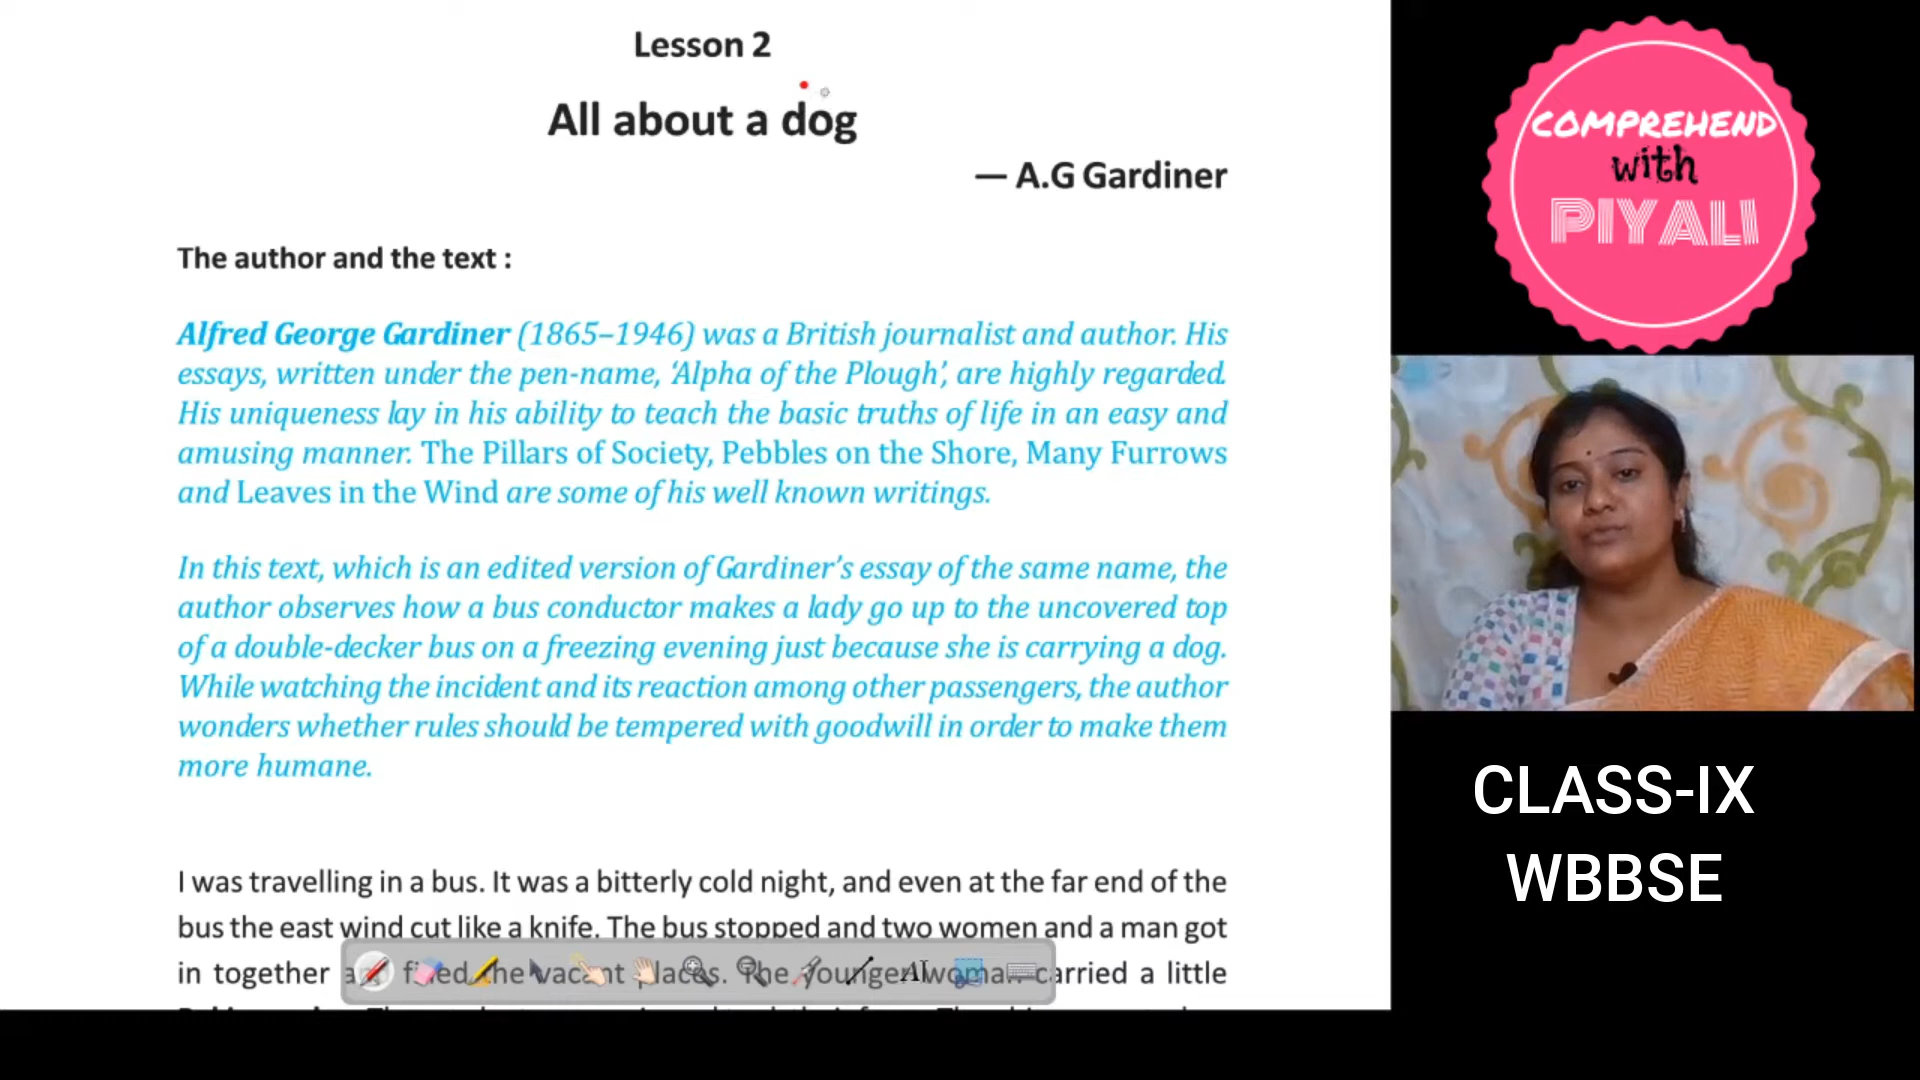 Lesson 2
All about a dog
— A.G Gardiner
The author and the text :
Alfred George Gardiner (1865–1946) was a British journalist and author. His
essays, written under the pen-name, ‘Alpha of the Plough’, are highly regarded.
His uniqueness lay in his ability to teach the basic truths of life in an easy and
amusing manner. The Pillars of Society, Pebbles on the Shore, Many Furrows
and Leaves in the Wind are some of his well known writings.
In this text, which is an edited version of Gardiner’s essay of the same name, the
author observes how a bus conductor makes a lady go up to the uncovered top
of a double-decker bus on a freezing evening just because she is carrying a dog.
While watching the incident and its reaction among other passengers, the author
wonders whether rules should be tempered with goodwill in order to make them
more humane.
I was travelling in a bus. It was a bitterly cold night, and even at the far end of the
bus the east wind cut like a knife. The bus stopped and two women and a man got
in together and filled the vacant places. The younger woman carried a little
COMPREHEND
with
PIYALI
CLASS-IX
WBBSE